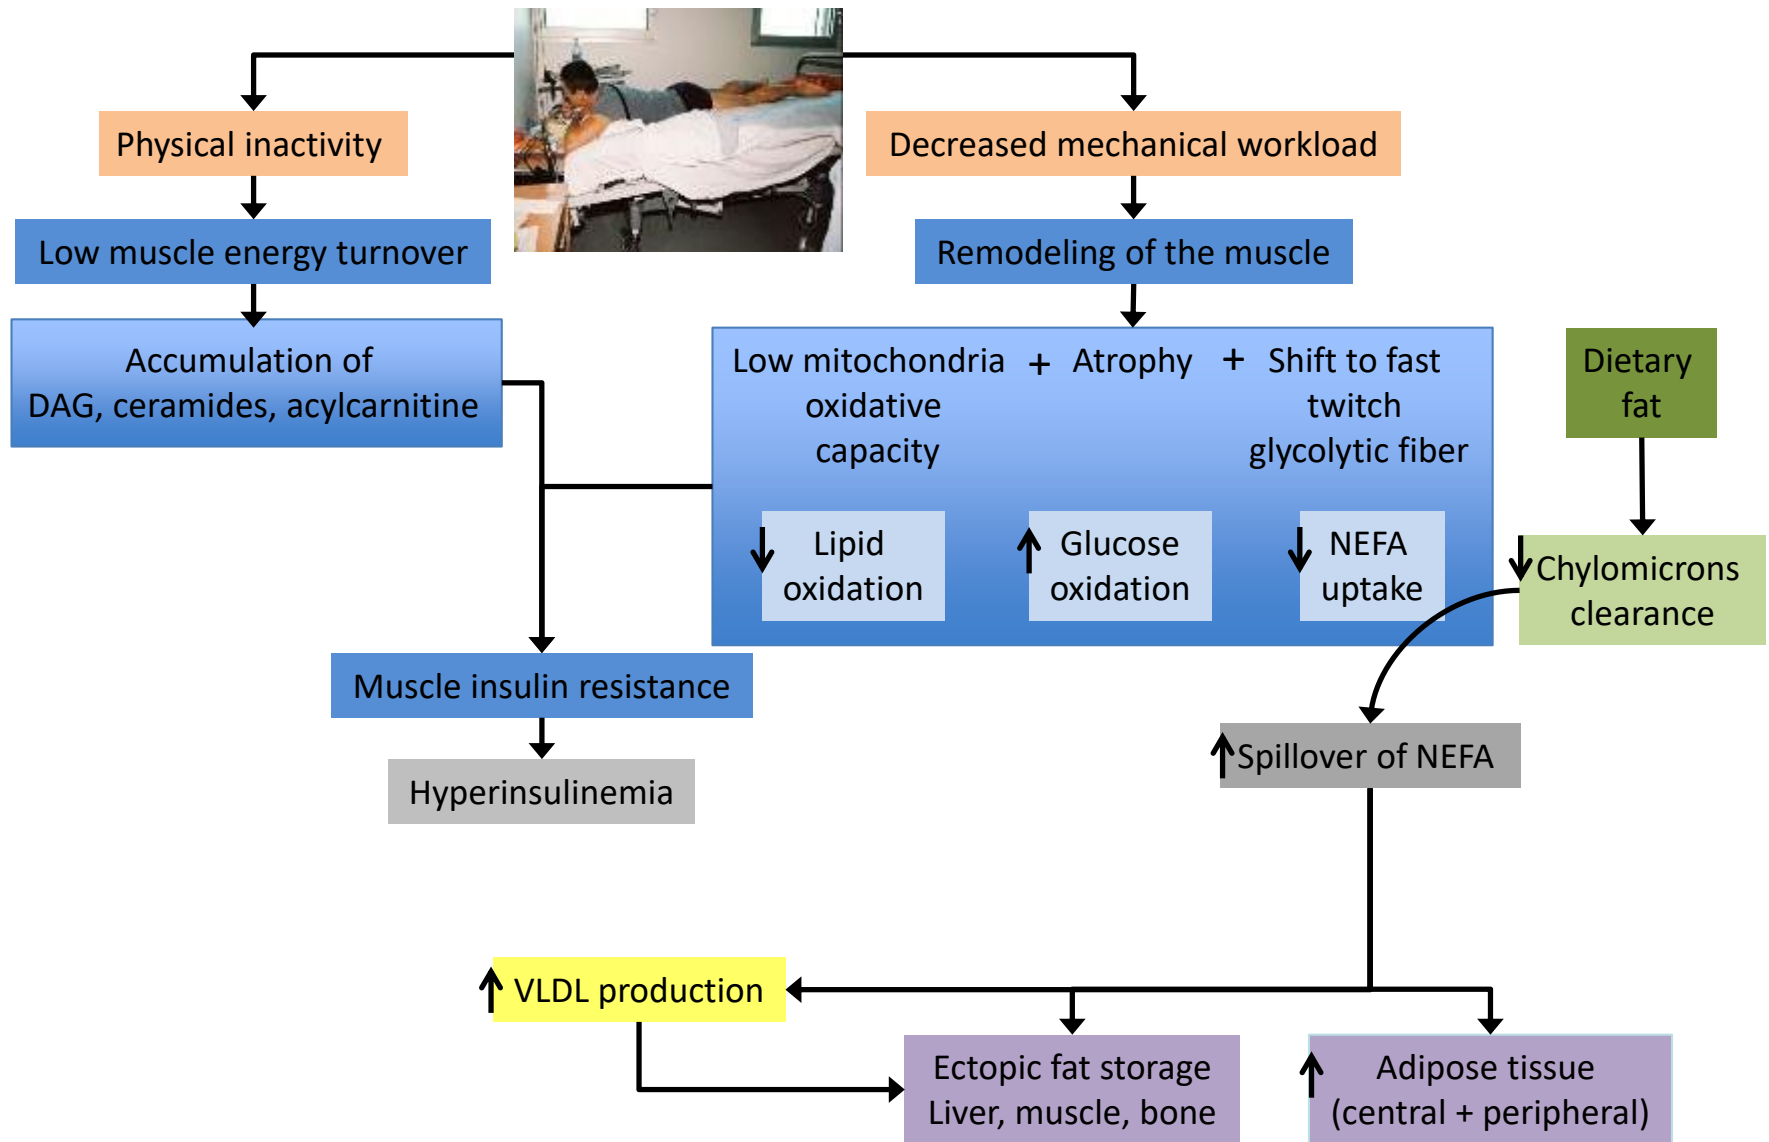 Physical inactivity
Decreased mechanical workload
Low muscle energy turnover
Remodeling of the muscle
Accumulation of
DAG, ceramides, acylcarnitine
Low mitochondria
oxidative
capacity
+
Atrophy
+
Shift to fast
twitch
glycolytic fiber
Dietary
fat
Lipid
oxidation
Glucose
oxidation
NEFA
uptake
Chylomicrons
clearance
Muscle insulin resistance
Spillover of NEFA
Hyperinsulinemia
VLDL production
Ectopic fat storage
Liver, muscle, bone
Adipose tissue
(central + peripheral)